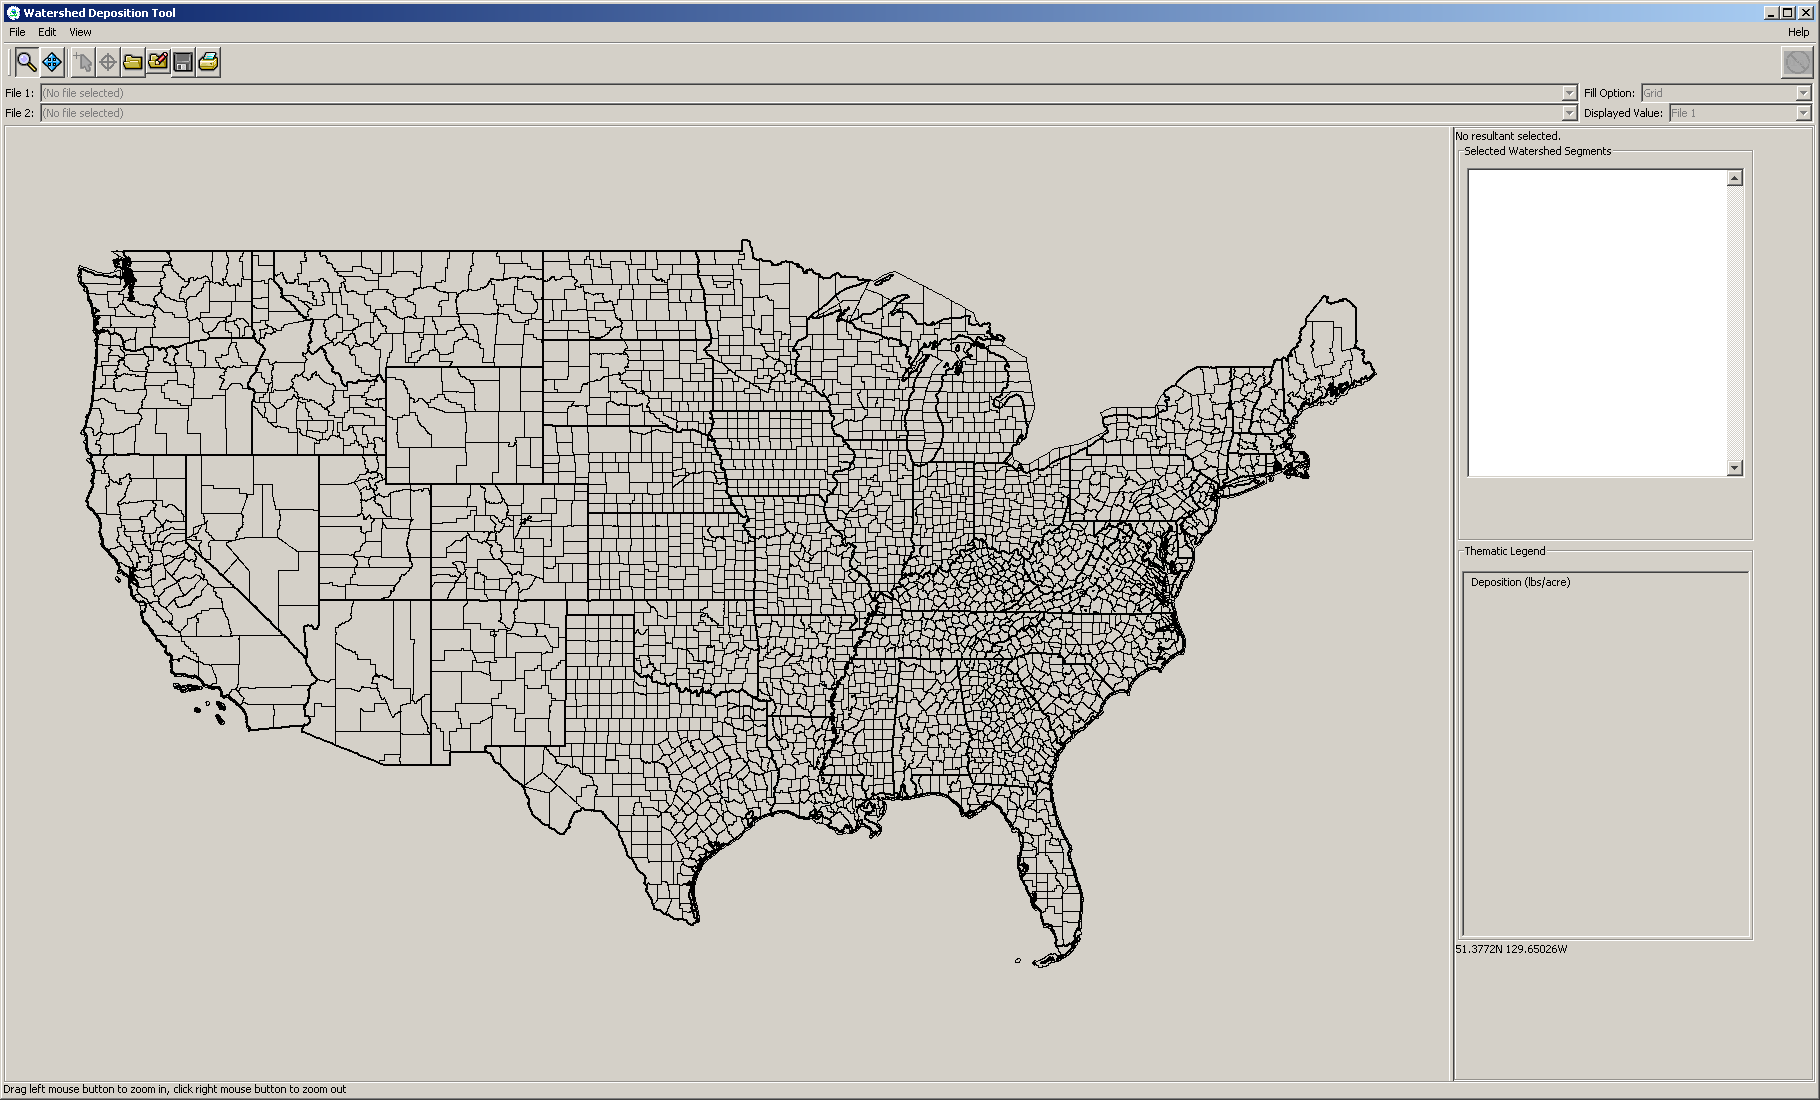 Watershed Deposition Tool
File Edit View Help
File 1: (No file selected) Fill Option: Grid
File 2: (No file selected) Displayed Value: File 1
No resultant selected.
Selected Watershed Segments
Thematic Legend
Deposition (lbs/acre)
51.3772N 129.65026W
Drag left mouse button to zoom in, click right mouse button to zoom out